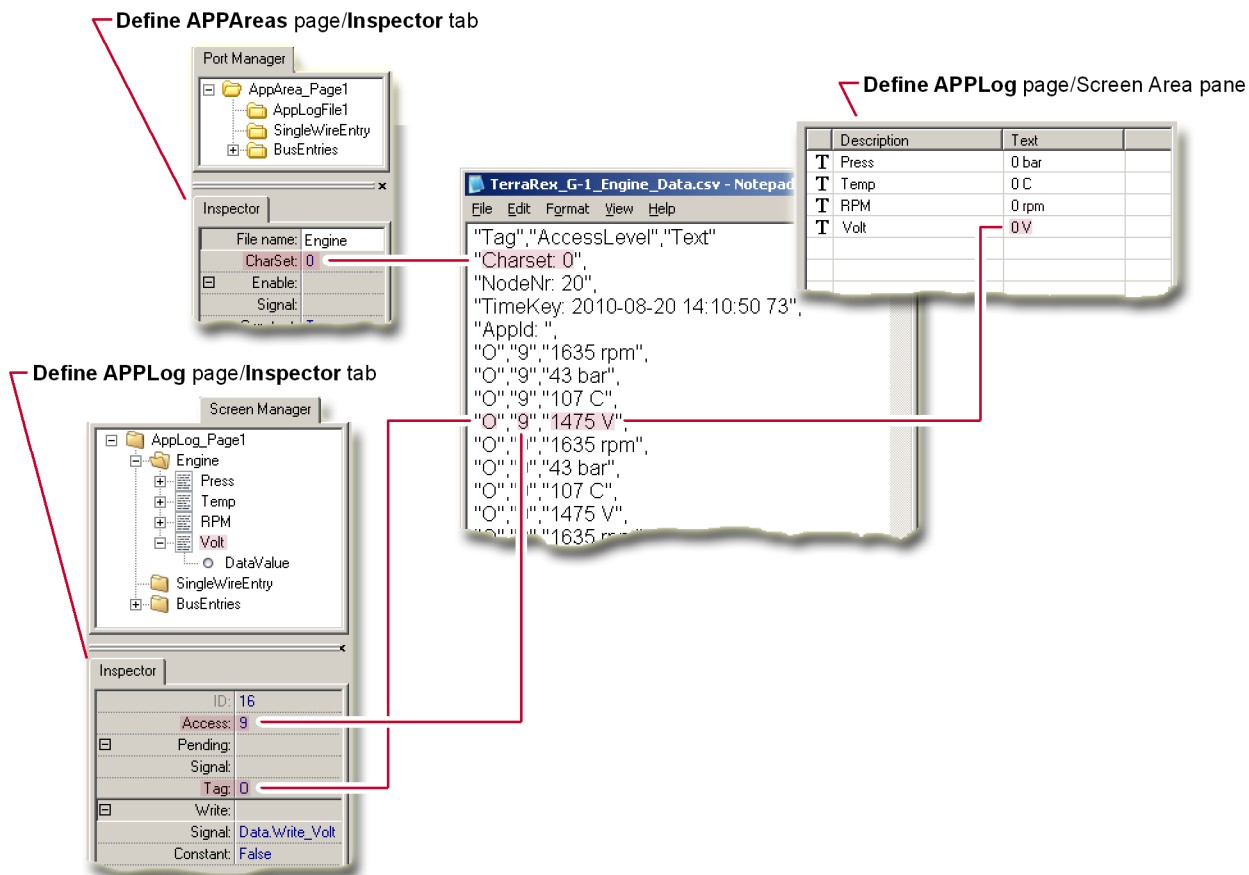 Define APPAreas page/Inspector tab
Port Manager
AppArea_Page1
AppLogFile1
SingleWireEntry
BusEntries
Inspector
File name: Engine
CharSet: 0
Enable:
Signal:
Define APPLog page/Screen Area pane
Description Text
T Press 0 bar
T Temp 0 C
T RPM 0 rpm
T Volt 0 V
TerraRex_G-1_Engine_Data.csv - Notepad
File Edit Format View Help
"Tag","AccessLevel","Text"
"Charset: 0",
"NodeNr: 20",
"TimeKey: 2010-08-20 14:10:50 73",
"AppId: ",
"O","9","1635 rpm",
"O","9","43 bar",
"O","9","107 C",
"O","9","1475 V",
"O"," ","1635 rpm",
"O"," ","43 bar",
"O"," ","107 C",
"O"," ","1475 V",
"O"," ","1635
Define APPLog page/Inspector tab
Screen Manager
AppLog_Page1
Engine
Press
Temp
RPM
Volt
DataValue
SingleWireEntry
BusEntries
Inspector
ID: 16
Access: 9
Pending:
Signal:
Tag: O
Write:
Signal: Data.Write_Volt
Constant: False